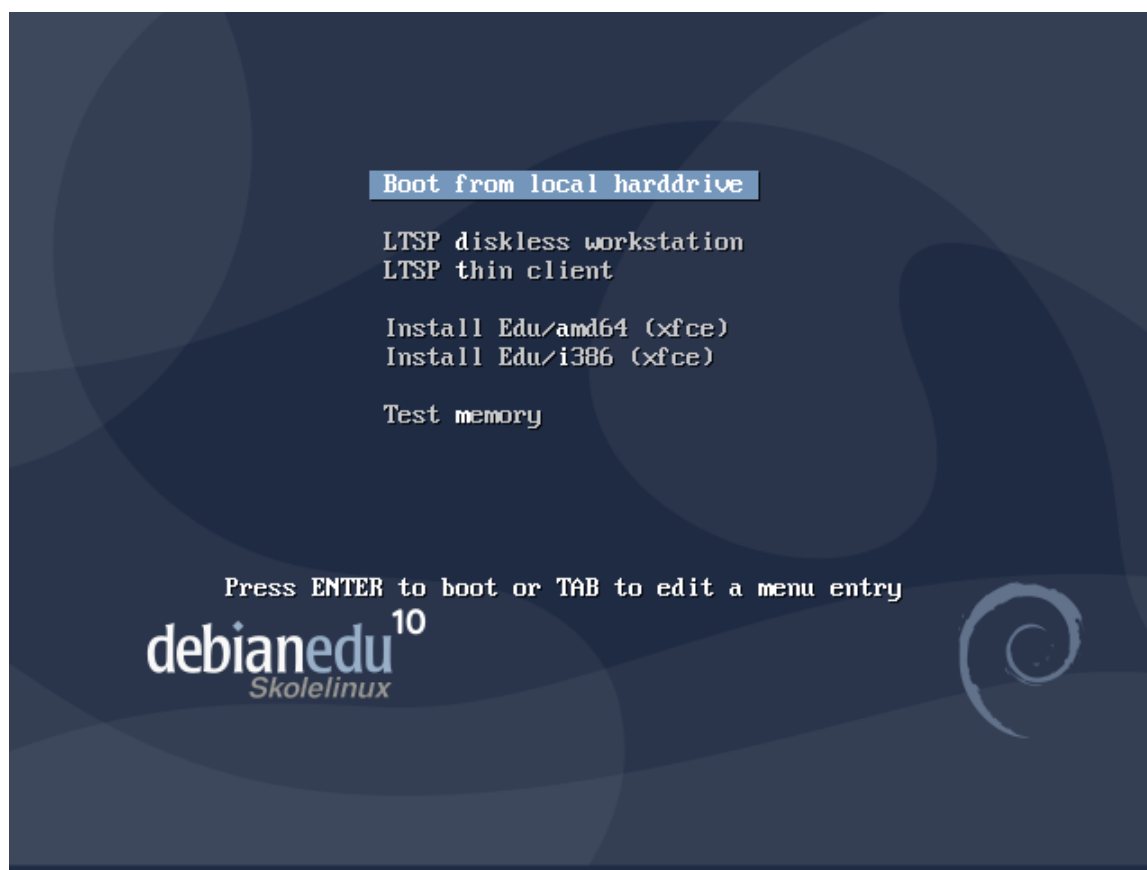 Boot from local harddrive
LTSP diskless workstation
LTSP thin client
Install Edu/amd64 (xfce)
Install Edu/i386 (xfce)
Test memory
Press ENTER to boot or TAB to edit a menu entry
debianedu 10
Skolelinux